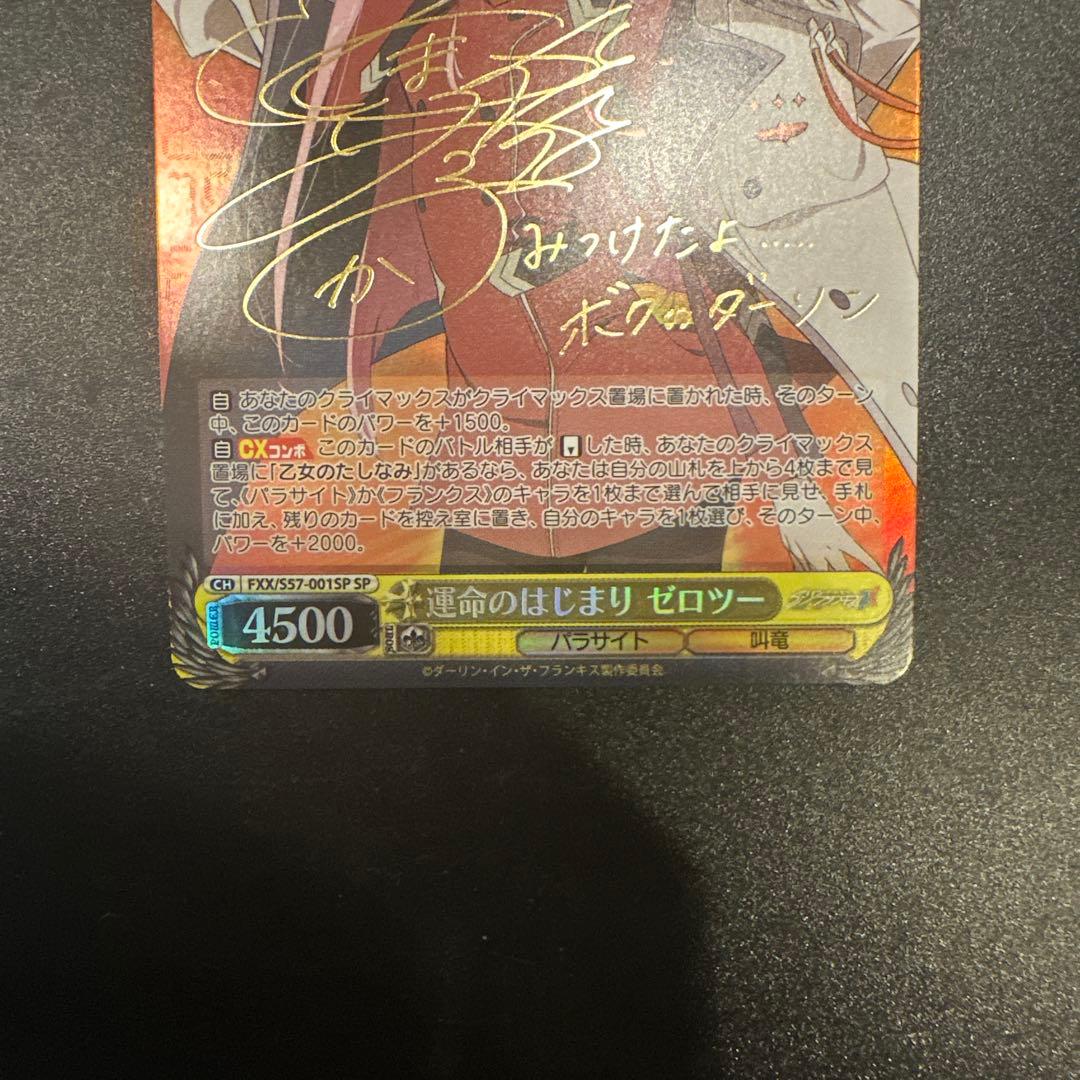 みつけたよ……
ボクのダーリン
自 あなたのクライマックスがクライマックス置場に置かれた時、そのターン
中、このカードのパワーを+1500。
自 CXコンボ このカードのバトル相手がした時、あなたのクライマックス
置場に「乙女のたしなみ」があるなら、あなたは自分の山札を上から4枚まで見
て、《パラサイト》か《フランクス》のキャラを1枚まで選んで相手に見せ、手札
に加え、残りのカードを控え室に置き、自分のキャラを1枚選び、そのターン中、
パワーを+2000。
CH FXX/S57-001SP SP
運命のはじまり ゼロツー
POWER 4500 SOUL
パラサイト 叫竜
©ダーリン・イン・ザ・フランキス製作委員会